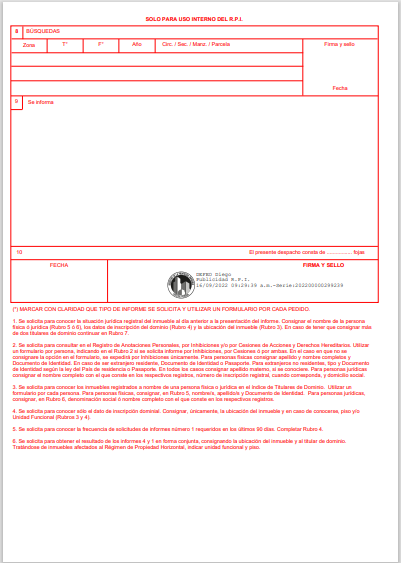 SOLO PARA USO INTERNO DEL R.P.I.
8 BÚSQUEDAS
Zona T° F° Año Circ. / Sec. / Manz. / Parcela Firma y sello
Fecha
9 Se informa
10 El presente despacho consta de ................ fojas
FECHA FIRMA Y SELLO
DEFEO Diego
Publicidad R.P.I.
16/09/2022 09:29:39 a.m.-Serie:202200000299239
(*) MARCAR CON CLARIDAD QUE TIPO DE INFORME SE SOLICITA Y UTILIZAR UN FORMULARIO POR CADA PEDIDO.
1. Se solicita para conocer la situación jurídica registral del inmueble al día anterior a la presentación del informe. Consignar el nombre de la persona
física ó jurídica (Rubro 5 ó 6), los datos de inscripción del dominio (Rubro 4) y la ubicación del inmueble (Rubro 3). En caso de tener que consignar más
de dos titulares de dominio continuar en Rubro 7.
2. Se solicita para consultar en el Registro de Anotaciones Personales, por Inhibiciones y/o por Cesiones de Acciones y Derechos Hereditarios. Utilizar
un formulario por persona, indicando en el Rubro 2 si se solicita informe por Inhibiciones, por Cesiones o por ambas. En el caso en que no se
consignare la opción en el formulario, se expedirá por Inhibiciones únicamente. Para personas físicas consignar apellido y nombre completos y
Documento de Identidad. En caso de ser extranjero residente, Documento de Identidad o Pasaporte. Para extranjeros no residentes, tipo de Documento de
Identidad según la ley del País de residencia o Pasaporte. En todos los casos consignar apellido materno, si se conociere. Para personas jurídicas
consignar el nombre completo con el que conste en los respectivos registros, número de inscripción registral, cuando corresponda, y domicilio social.
3. Se solicita para conocer los inmuebles registrados a nombre de una persona física o jurídica en el índice de Titulares de Dominio. Utilizar un
formulario por cada persona. Para personas físicas, consignar, en Rubro 5, nombre/s, apellido/s y Documento de Identidad. Para personas jurídicas,
consignar, en Rubro 6, denominación social ó nombre completo con el que conste en los respectivos registros.
4. Se solicita para conocer sólo el dato de inscripción dominial. Consignar, únicamente, la ubicación del inmueble y en caso de conocerse, piso y/o
Unidad Funcional (Rubros 3 y 4).
5. Se solicita para conocer la frecuencia de solicitudes de informes número 1 requeridos en los últimos 90 días. Completar Rubro 4.
6. Se solicita para obtener el resultado de los informes 4 y 1 en forma conjunta, consignando la ubicación del inmueble y al titular de dominio.
Tratándose de inmuebles afectados al Régimen de Propiedad Horizontal, indicar unidad funcional y piso.